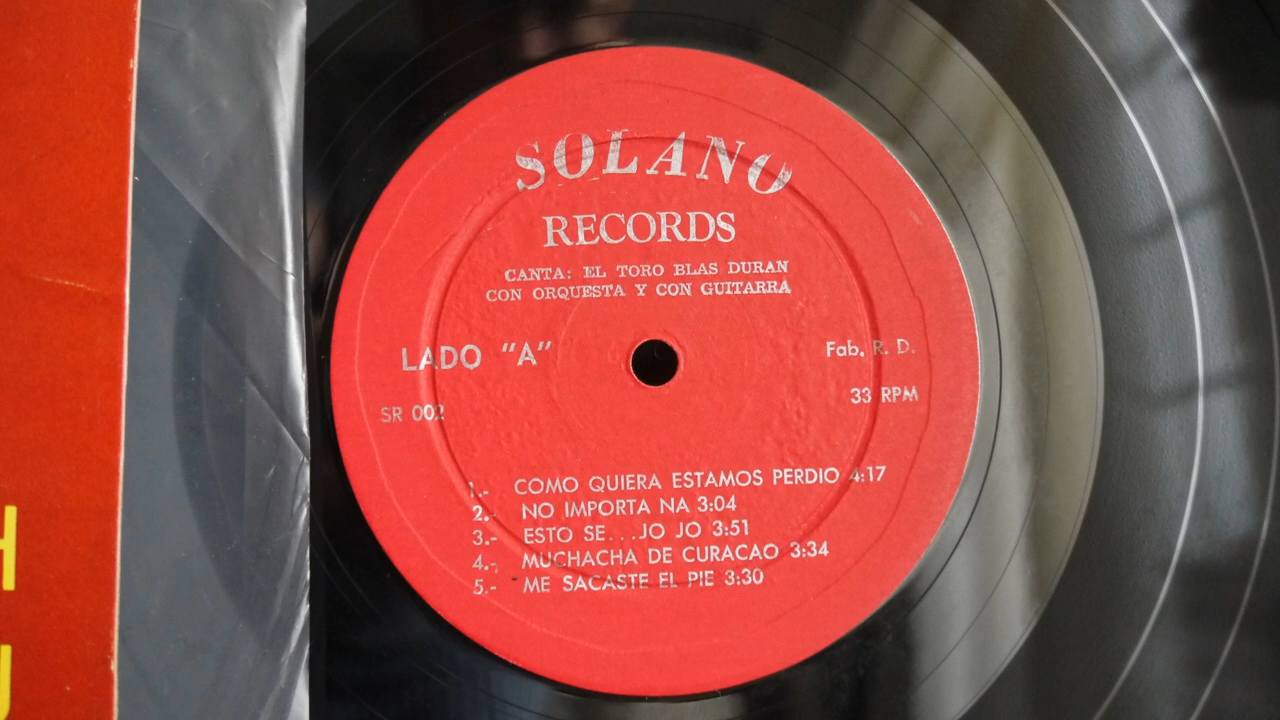 SOLANO
RECORDS
CANTA: EL TORO BLAS DURAN
CON ORQUESTA Y CON GUITARRA
LADO "A"
Fab. R. D.
SR 002
33 RPM
1.- COMO QUIERA ESTAMOS PERDIO 4:17
2.- NO IMPORTA NA 3:04
3.- ESTO SE...JO JO 3:51
4.- MUCHACHA DE CURACAO 3:34
5.- ME SACASTE EL PIE 3:30